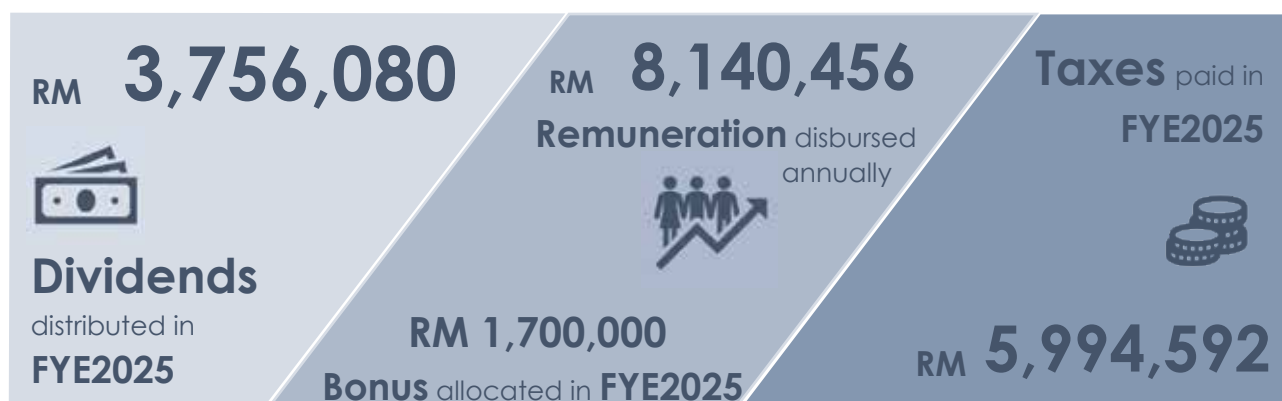 RM 3,756,080
Dividends
distributed in
FYE2025
RM 8,140,456
Remuneration disbursed
annually
RM 1,700,000
Bonus allocated in FYE2025
Taxes paid in
FYE2025
RM 5,994,592